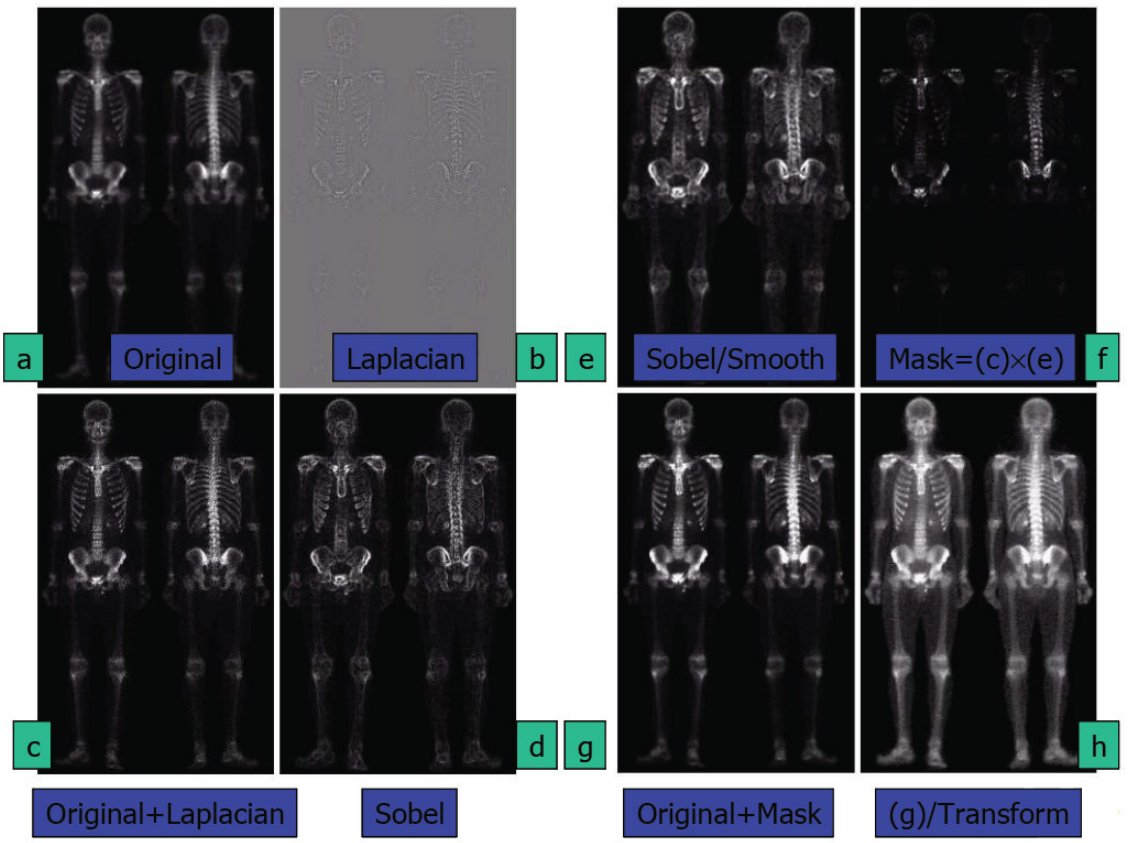 a
Original
Laplacian
b
e
Sobel/Smooth
Mask=(c)×(e)
f
c
d
g
h
Original+Laplacian
Sobel
Original+Mask
(g)/Transform